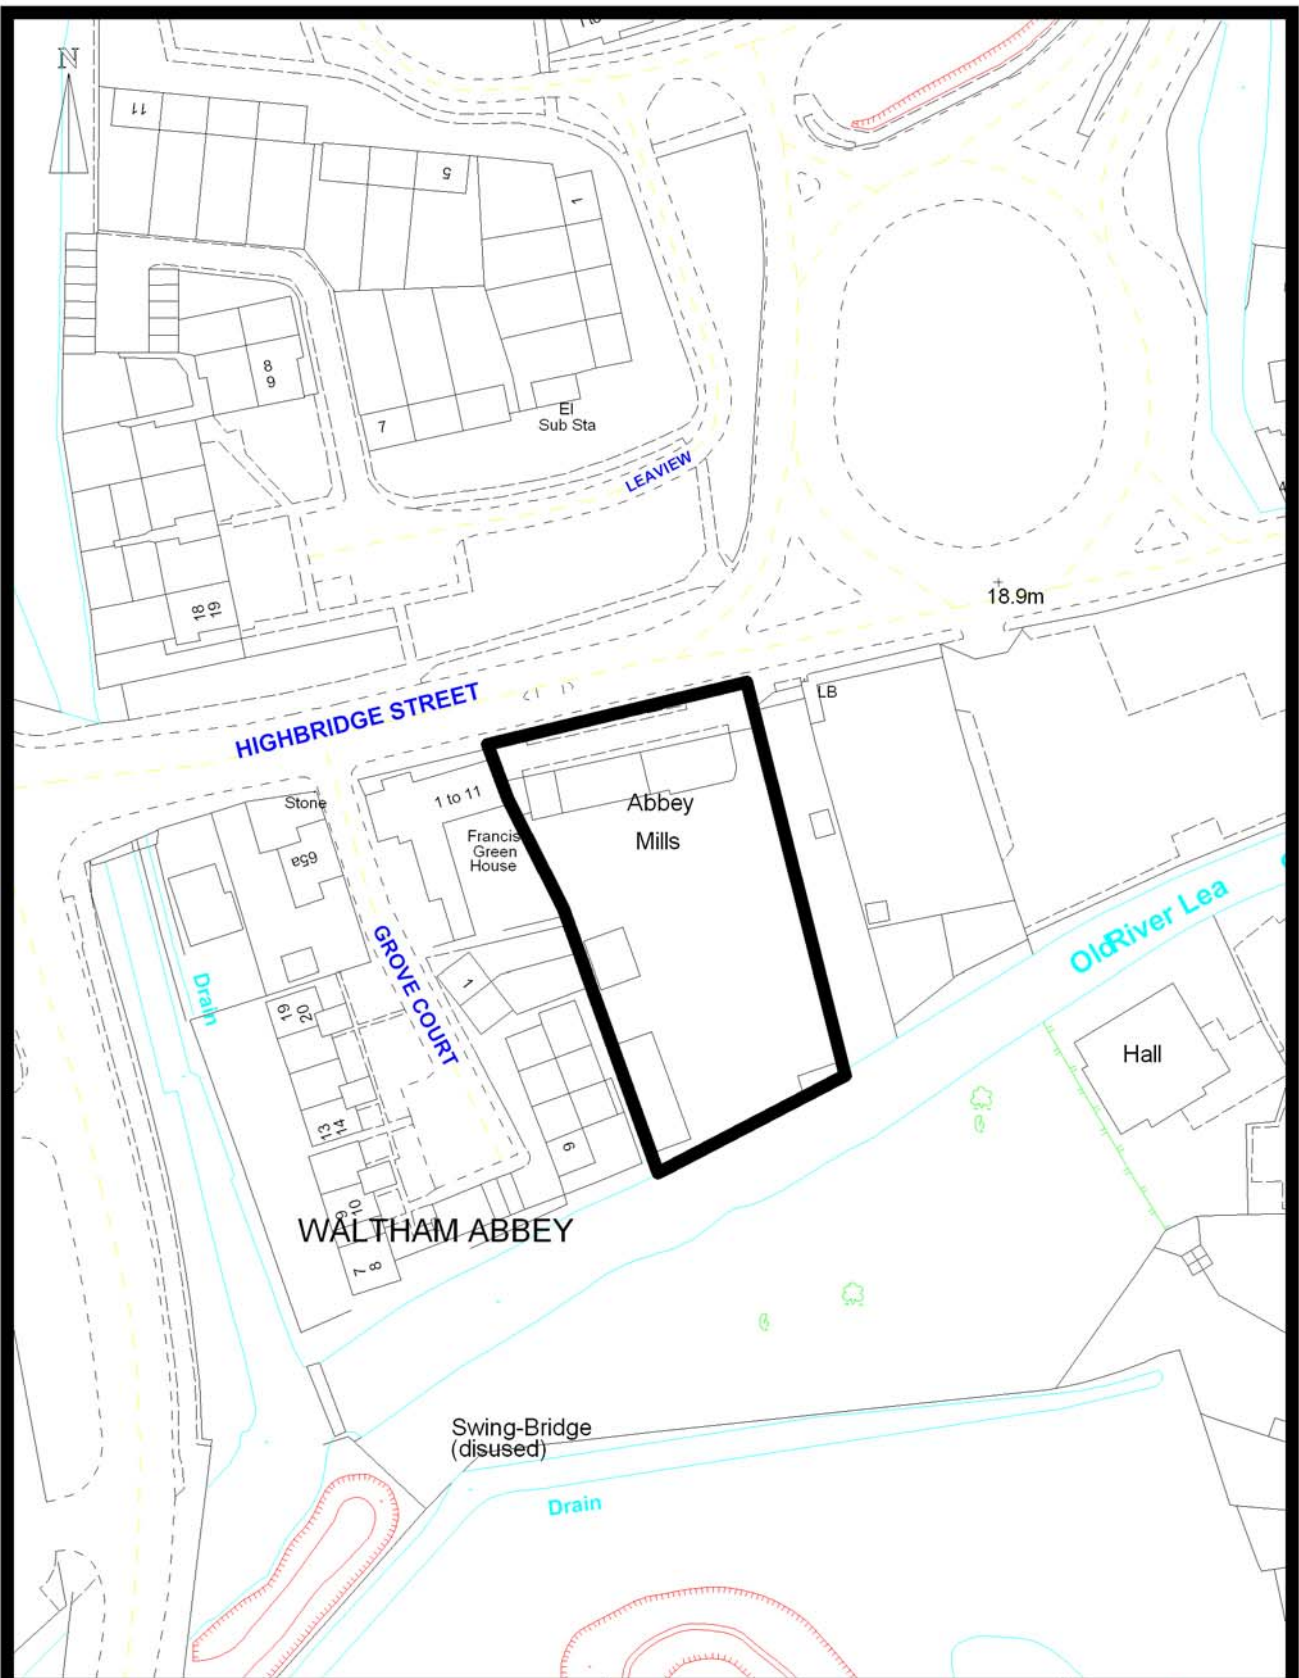 N
11
5
1
8
9
7
El
Sub Sta
LEAVIEW
18
19
18.9m
HIGHBRIDGE STREET
LB
Stone
1 to 11
Abbey
Mills
65a
Francis
Green
House
Old River Lea
GROVE COURT
Drain
1
19
20
Hall
13
14
9
9
10
WALTHAM ABBEY
7
8
Swing-Bridge
(disused)
Drain